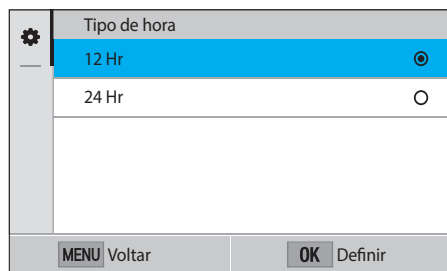 Tipo de hora
12 Hr
24 Hr
MENU Voltar
OK Definir